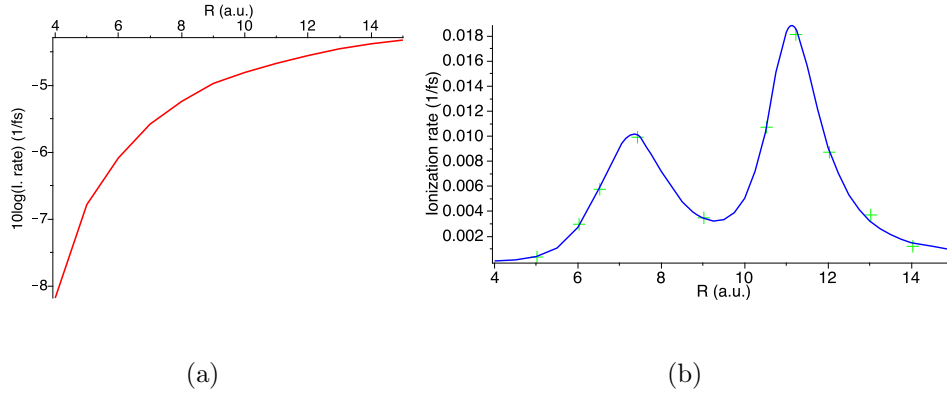 R (a.u.)
4 6 8 10 12 14
10log(I. rate) (1/fs)
−5
−6
−7
−8
(a)
Ionization rate (1/fs)
0.018
0.016
0.014
0.012
0.010
0.008
0.006
0.004
0.002
4 6 8 10 12 14
R (a.u.)
(b)